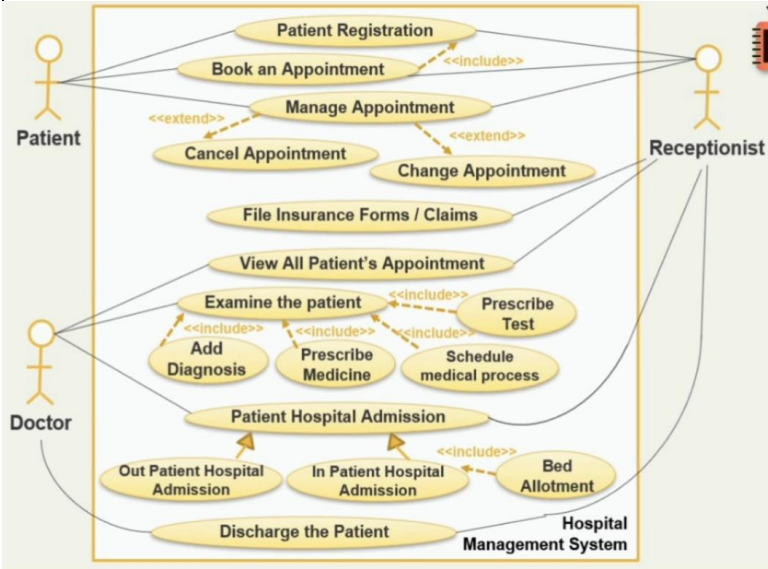 Patient Registration
<<include>>
Book an Appointment
Manage Appointment
<<extend>>
<<extend>>
Patient
Receptionist
Cancel Appointment
Change Appointment
File Insurance Forms / Claims
View All Patient's Appointment
Examine the patient
<<include>>
Prescribe
Test
<<include>>
<<include>>
<<include>>
Add
Diagnosis
Prescribe
Medicine
Schedule
medical process
Doctor
Patient Hospital Admission
<<include>>
Out Patient Hospital
Admission
In Patient Hospital
Admission
Bed
Allotment
Discharge the Patient
Hospital
Management System